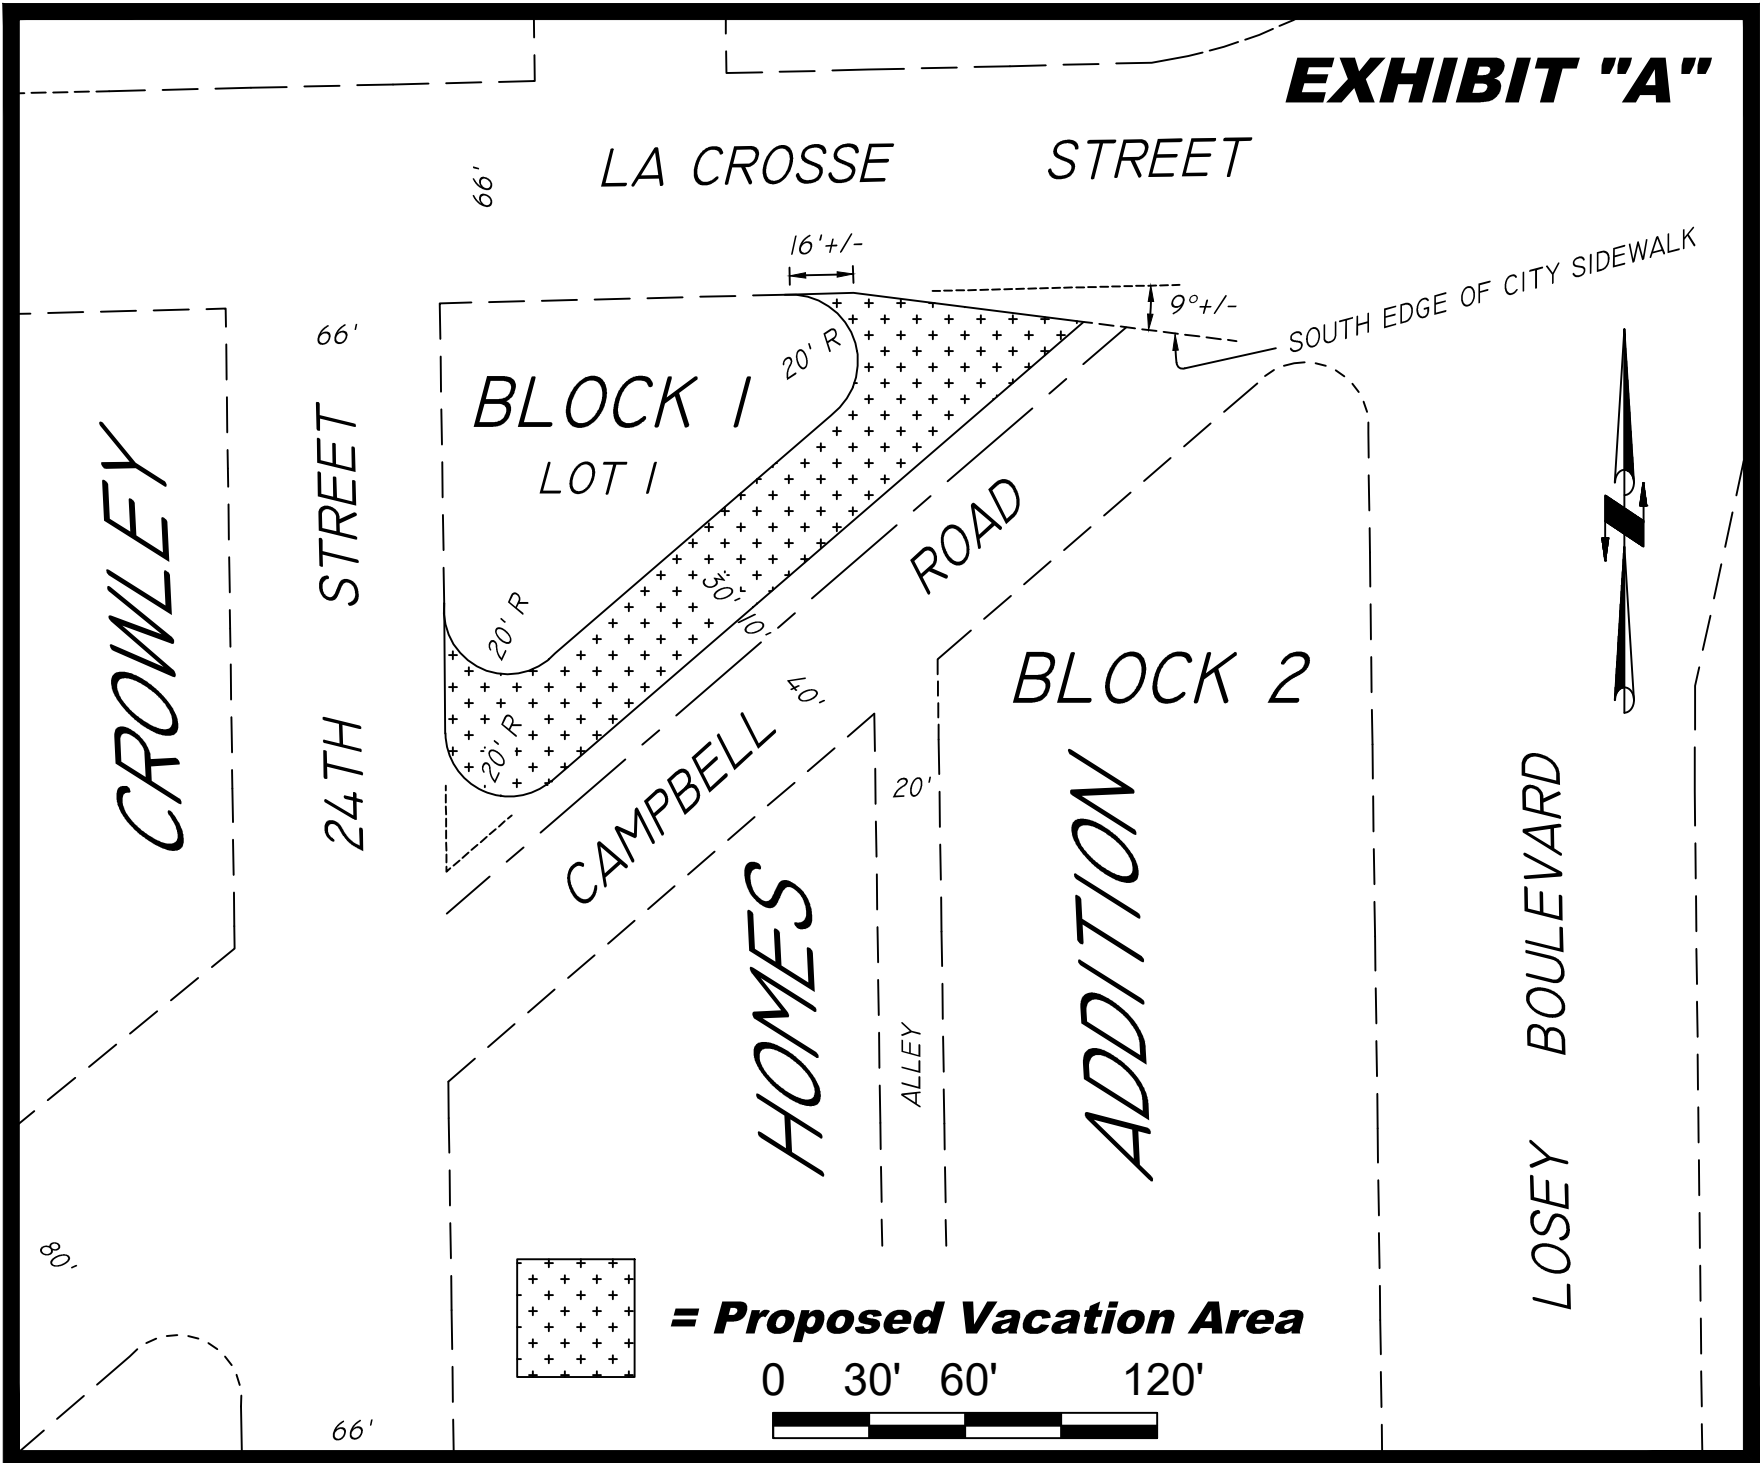 EXHIBIT "A"
LA CROSSE STREET
66'
16'+/-
9°+/-
SOUTH EDGE OF CITY SIDEWALK
66'
20' R
BLOCK 1
LOT 1
CROWLEY
24TH STREET
20' R
30'
10'
ROAD
CAMPBELL
40'
BLOCK 2
20' R
20'
HOMES
ADDITION
ALLEY
LOSEY BOULEVARD
80'
66'
= Proposed Vacation Area
0 30' 60' 120'